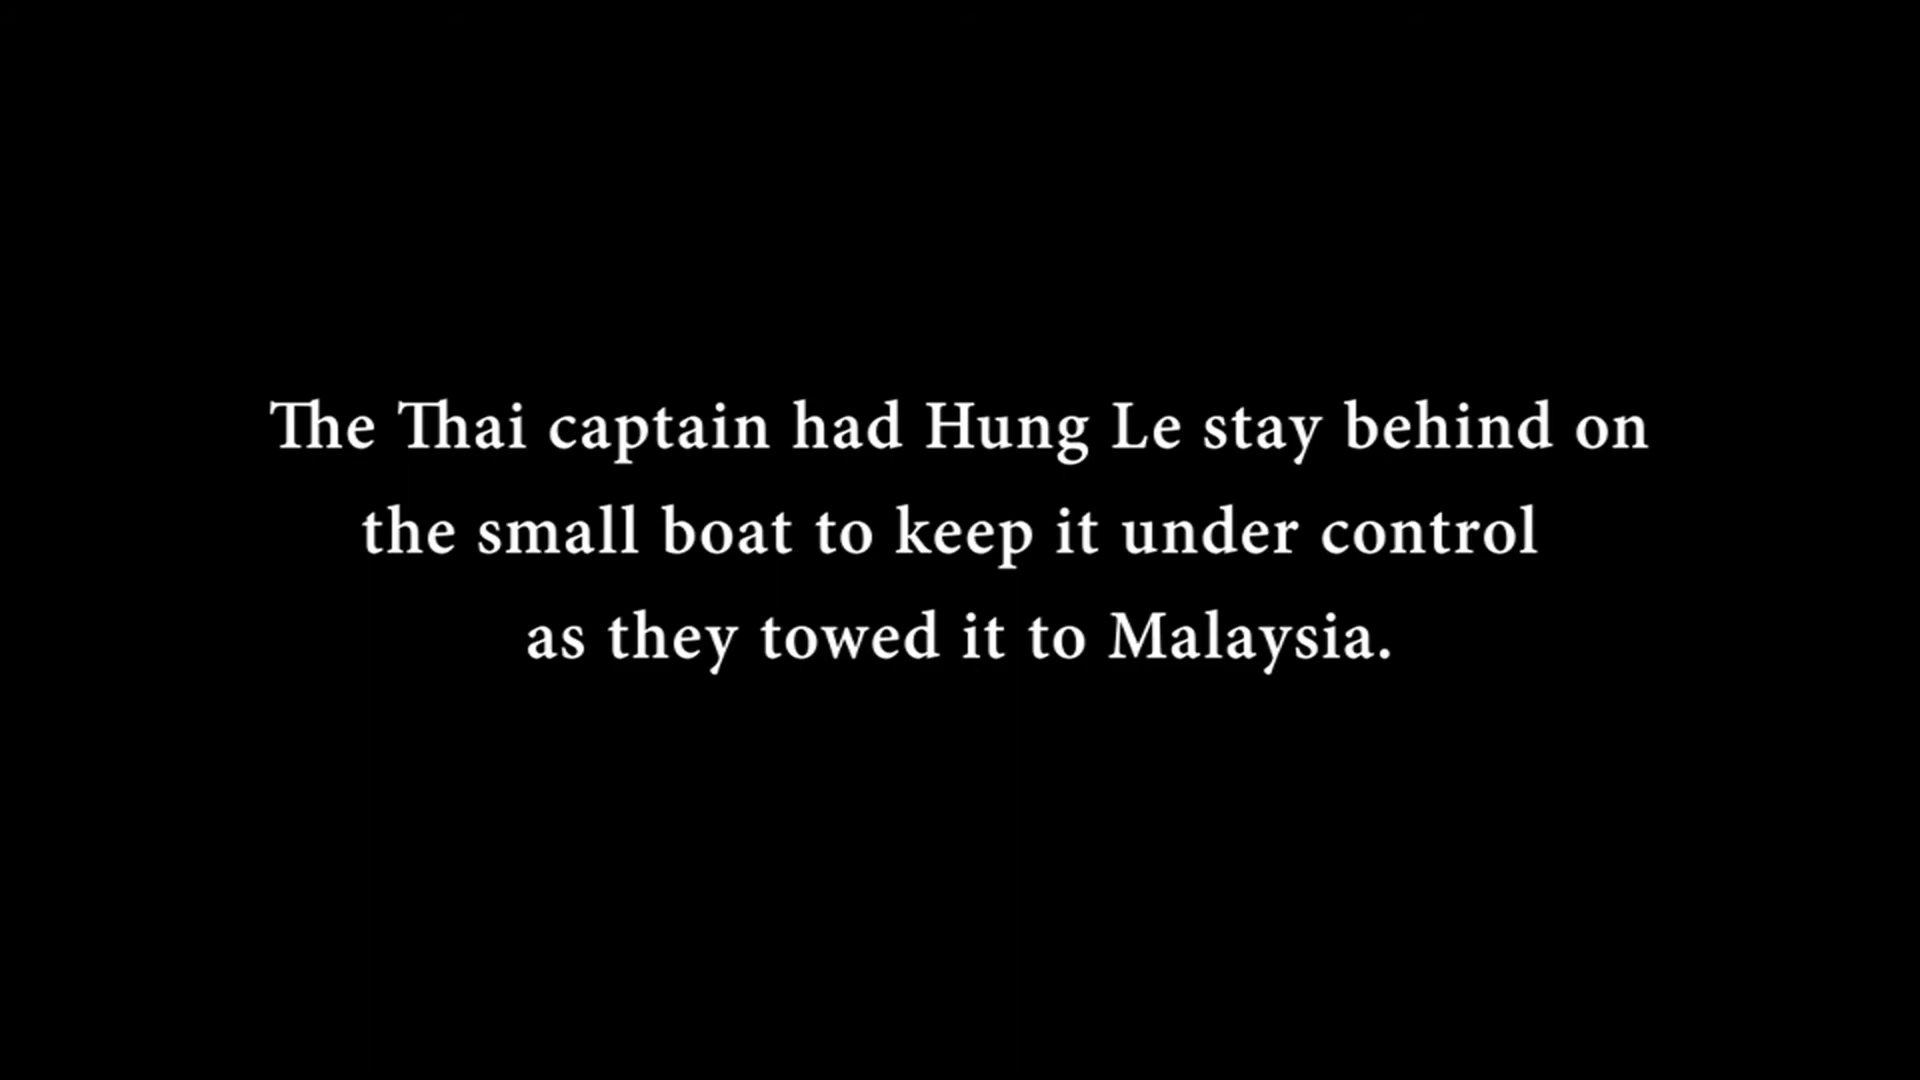 The Thai captain had Hung Le stay behind on
the small boat to keep it under control
as they towed it to Malaysia.